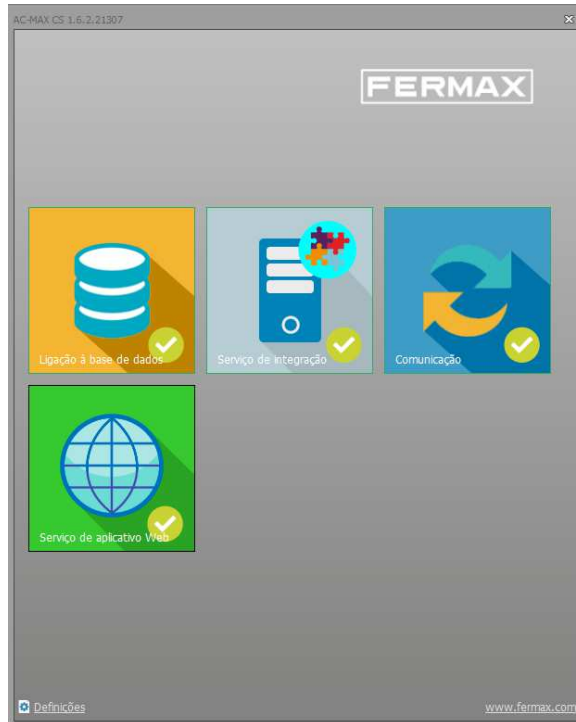 AC-MAX CS 1.6.2.21307
FERMAX
Ligação à base de dados
Serviço de integração
Comunicação
Serviço de aplicativo Web
Definições
www.fermax.com